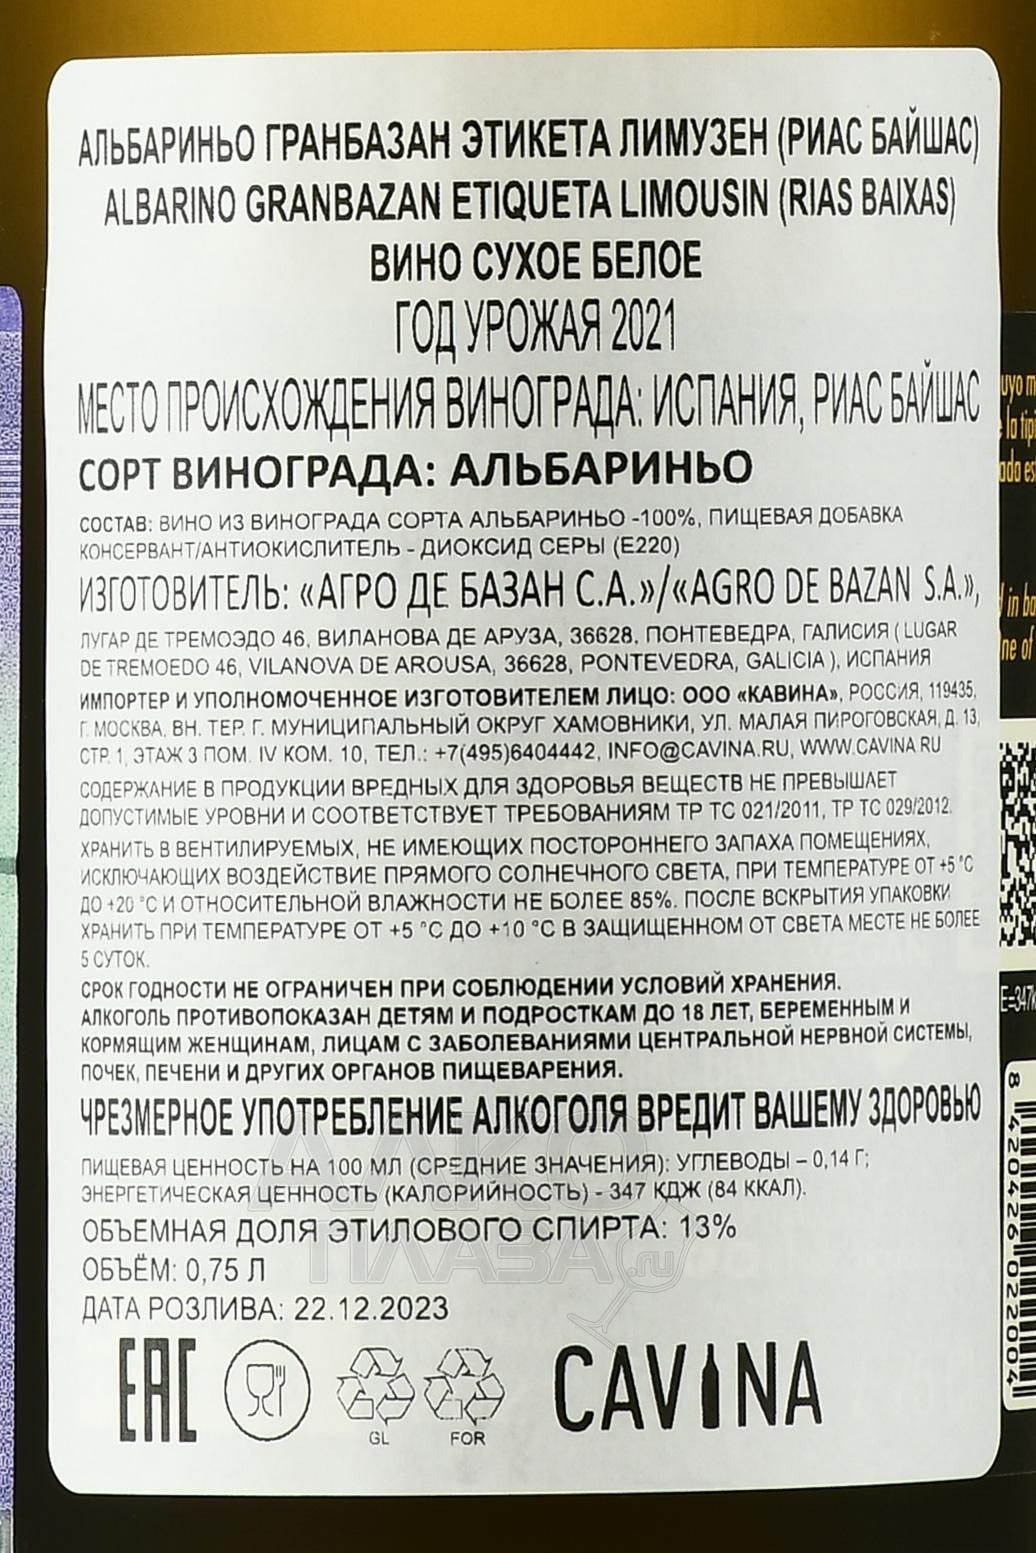 АЛЬБАРИНЬО ГРАНБАЗАН ЭТИКЕТА ЛИМУЗЕН (РИАС БАЙШАС)
ALBARINO GRANBAZAN ETIQUETA LIMOUSIN (RIAS BAIXAS)
ВИНО СУХОЕ БЕЛОЕ
ГОД УРОЖАЯ 2021
МЕСТО ПРОИСХОЖДЕНИЯ ВИНОГРАДА: ИСПАНИЯ, РИАС БАЙШАС
СОРТ ВИНОГРАДА: АЛЬБАРИНЬО
СОСТАВ: ВИНО ИЗ ВИНОГРАДА СОРТА АЛЬБАРИНЬО -100%, ПИЩЕВАЯ ДОБАВКА
КОНСЕРВАНТ/АНТИОКИСЛИТЕЛЬ - ДИОКСИД СЕРЫ (Е220)
ИЗГОТОВИТЕЛЬ: «АГРО ДЕ БАЗАН С.А.»/«AGRO DE BAZAN S.A.»,
ЛУГАР ДЕ ТРЕМОЭДО 46, ВИЛАНОВА ДЕ АРУЗА, 36628, ПОНТЕВЕДРА, ГАЛИСИЯ ( LUGAR
DE TREMOEDO 46, VILANOVA DE AROUSA, 36628, PONTEVEDRA, GALICIA ), ИСПАНИЯ
ИМПОРТЕР И УПОЛНОМОЧЕННОЕ ИЗГОТОВИТЕЛЕМ ЛИЦО: ООО «КАВИНА», РОССИЯ, 119435,
Г. МОСКВА, ВН. ТЕР. Г. МУНИЦИПАЛЬНЫЙ ОКРУГ ХАМОВНИКИ, УЛ. МАЛАЯ ПИРОГОВСКАЯ, Д. 13,
СТР. 1, ЭТАЖ 3 ПОМ. IV КОМ. 10, ТЕЛ.: +7(495)6404442, INFO@CAVINA.RU, WWW.CAVINA.RU
СОДЕРЖАНИЕ В ПРОДУКЦИИ ВРЕДНЫХ ДЛЯ ЗДОРОВЬЯ ВЕЩЕСТВ НЕ ПРЕВЫШАЕТ
ДОПУСТИМЫЕ УРОВНИ И СООТВЕТСТВУЕТ ТРЕБОВАНИЯМ ТР ТС 021/2011, ТР ТС 029/2012.
ХРАНИТЬ В ВЕНТИЛИРУЕМЫХ, НЕ ИМЕЮЩИХ ПОСТОРОННЕГО ЗАПАХА ПОМЕЩЕНИЯХ,
ИСКЛЮЧАЮЩИХ ВОЗДЕЙСТВИЕ ПРЯМОГО СОЛНЕЧНОГО СВЕТА, ПРИ ТЕМПЕРАТУРЕ ОТ +5 °С
ДО +20 °С И ОТНОСИТЕЛЬНОЙ ВЛАЖНОСТИ НЕ БОЛЕЕ 85%. ПОСЛЕ ВСКРЫТИЯ УПАКОВКИ
ХРАНИТЬ ПРИ ТЕМПЕРАТУРЕ ОТ +5 °С ДО +10 °С В ЗАЩИЩЕННОМ ОТ СВЕТА МЕСТЕ НЕ БОЛЕЕ
5 СУТОК.
СРОК ГОДНОСТИ НЕ ОГРАНИЧЕН ПРИ СОБЛЮДЕНИИ УСЛОВИЙ ХРАНЕНИЯ.
АЛКОГОЛЬ ПРОТИВОПОКАЗАН ДЕТЯМ И ПОДРОСТКАМ ДО 18 ЛЕТ, БЕРЕМЕННЫМ И
КОРМЯЩИМ ЖЕНЩИНАМ, ЛИЦАМ С ЗАБОЛЕВАНИЯМИ ЦЕНТРАЛЬНОЙ НЕРВНОЙ СИСТЕМЫ,
ПОЧЕК, ПЕЧЕНИ И ДРУГИХ ОРГАНОВ ПИЩЕВАРЕНИЯ.
ЧРЕЗМЕРНОЕ УПОТРЕБЛЕНИЕ АЛКОГОЛЯ ВРЕДИТ ВАШЕМУ ЗДОРОВЬЮ
ПИЩЕВАЯ ЦЕННОСТЬ НА 100 МЛ (СРЕДНИЕ ЗНАЧЕНИЯ): УГЛЕВОДЫ – 0,14 Г;
ЭНЕРГЕТИЧЕСКАЯ ЦЕННОСТЬ (КАЛОРИЙНОСТЬ) - 347 КДЖ (84 ККАЛ).
ОБЪЕМНАЯ ДОЛЯ ЭТИЛОВОГО СПИРТА: 13%
ОБЪЁМ: 0,75 Л
ДАТА РОЗЛИВА: 22.12.2023
EAC
GL
FOR
CAVINA
АЛКО
ПЛАЗА.ru
la tip
in ba
ne of
8 420426 022004